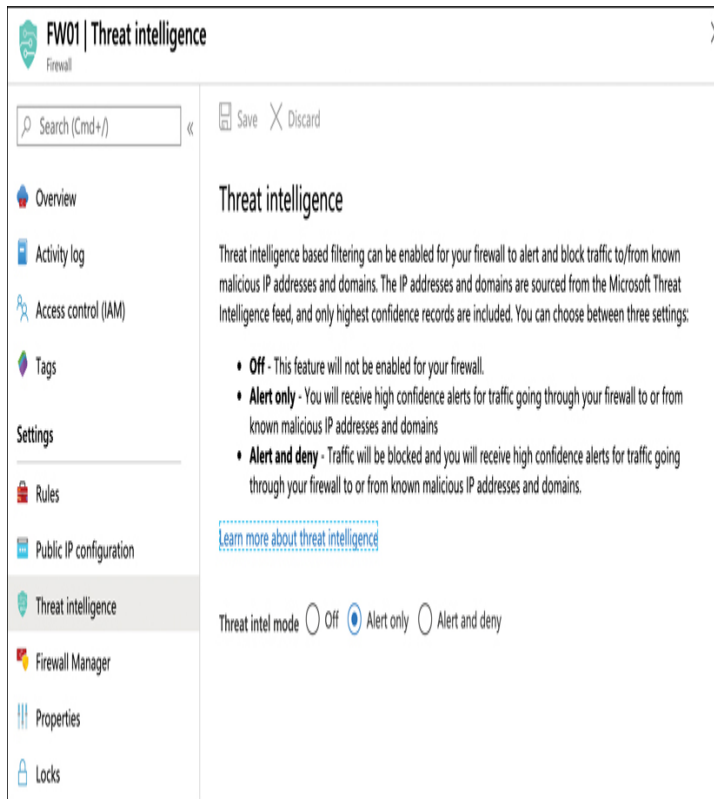 FW01 | Threat intelligence
Firewall
Search (Cmd+/)
«
Save
Discard
Overview
Activity log
Access control (IAM)
Tags
Settings
Rules
Public IP configuration
Threat intelligence
Firewall Manager
Properties
Locks
Threat intelligence
Threat intelligence based filtering can be enabled for your firewall to alert and block traffic to/from known
malicious IP addresses and domains. The IP addresses and domains are sourced from the Microsoft Threat
Intelligence feed, and only highest confidence records are included. You can choose between three settings:
• Off - This feature will not be enabled for your firewall.
• Alert only - You will receive high confidence alerts for traffic going through your firewall to or from
known malicious IP addresses and domains
• Alert and deny - Traffic will be blocked and you will receive high confidence alerts for traffic going
through your firewall to or from known malicious IP addresses and domains.
Learn more about threat intelligence
Threat intel mode Off Alert only Alert and deny